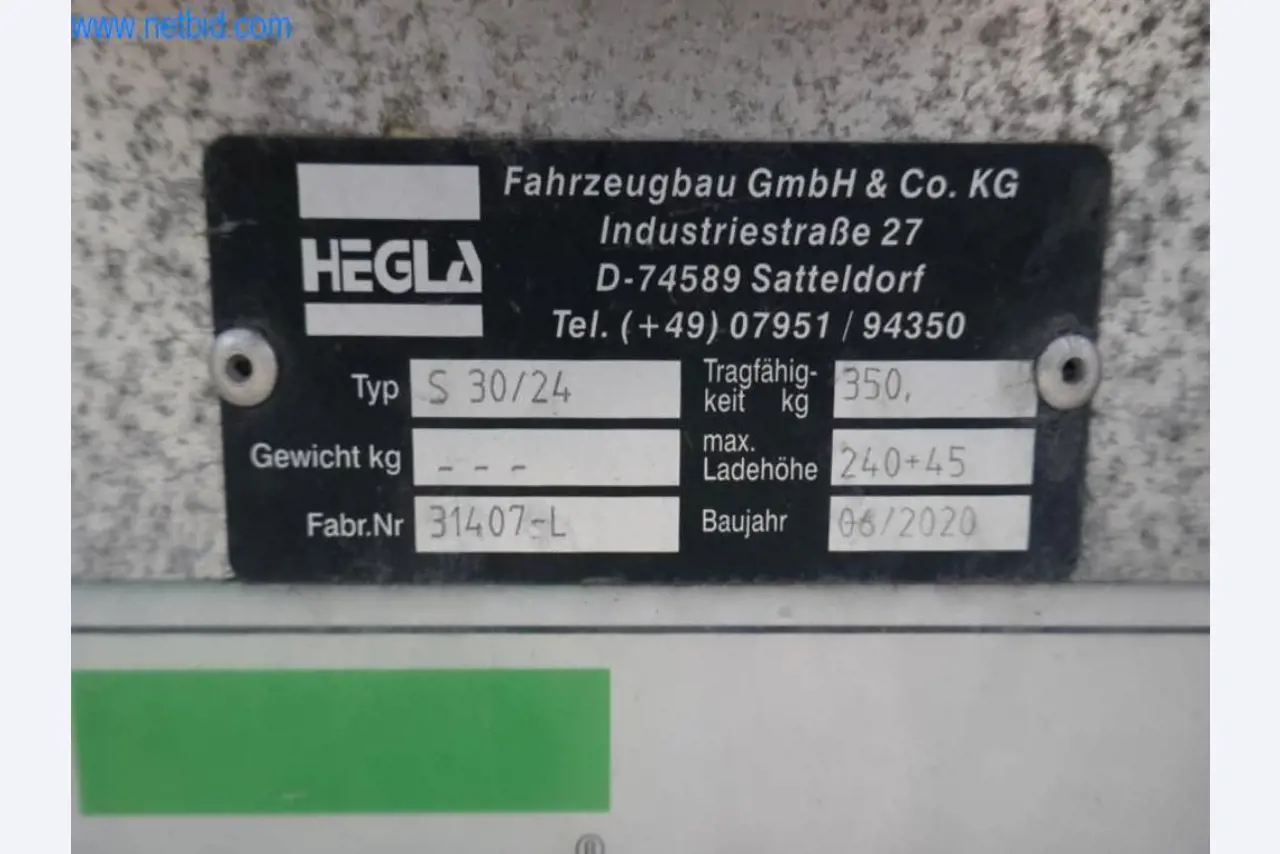 www.netbid.com
HEGLA
Fahrzeugbau GmbH & Co. KG
Industriestraße 27
D-74589 Satteldorf
Tel. (+49) 07951 / 94350
Typ S 30/24
Tragfähig-
keit kg 350,
Gewicht kg - - -
max.
Ladehöhe 240+45
Fabr.Nr 31407-L
Baujahr 06/2020
®